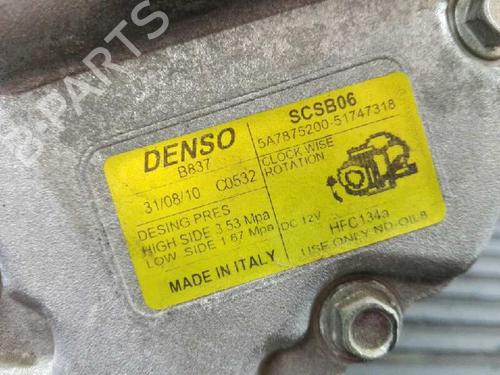 PARTS
DENSO
B837
31/08/10 C0532
DESING PRES
HIGH SIDE 3.53 Mpa
LOW SIDE 1.67 Mpa
MADE IN ITALY
SCSB06
5A7875200-51747318
CLOCK WISE
ROTATION
DC 12V
HFC134a
USE ONLY ND-OIL8